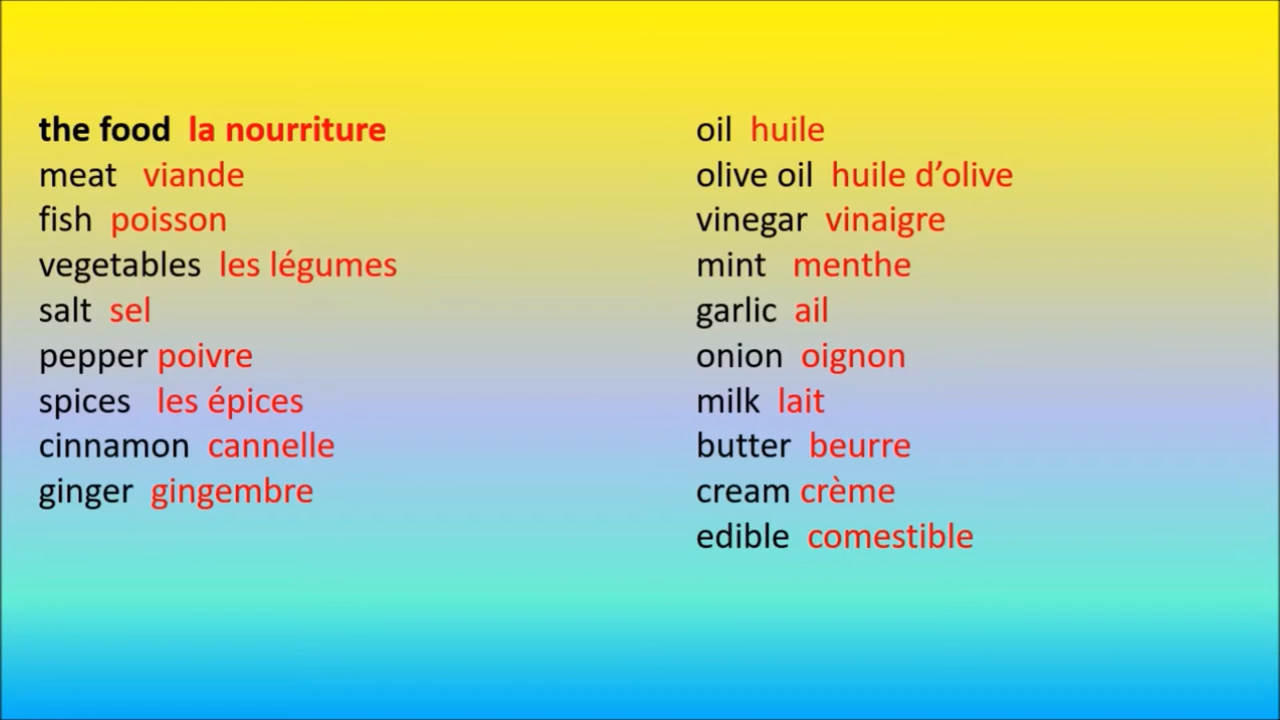 the food la nourriture
meat viande
fish poisson
vegetables les légumes
salt sel
pepper poivre
spices les épices
cinnamon cannelle
ginger gingembre
oil huile
olive oil huile d’olive
vinegar vinaigre
mint menthe
garlic ail
onion oignon
milk lait
butter beurre
cream crème
edible comestible